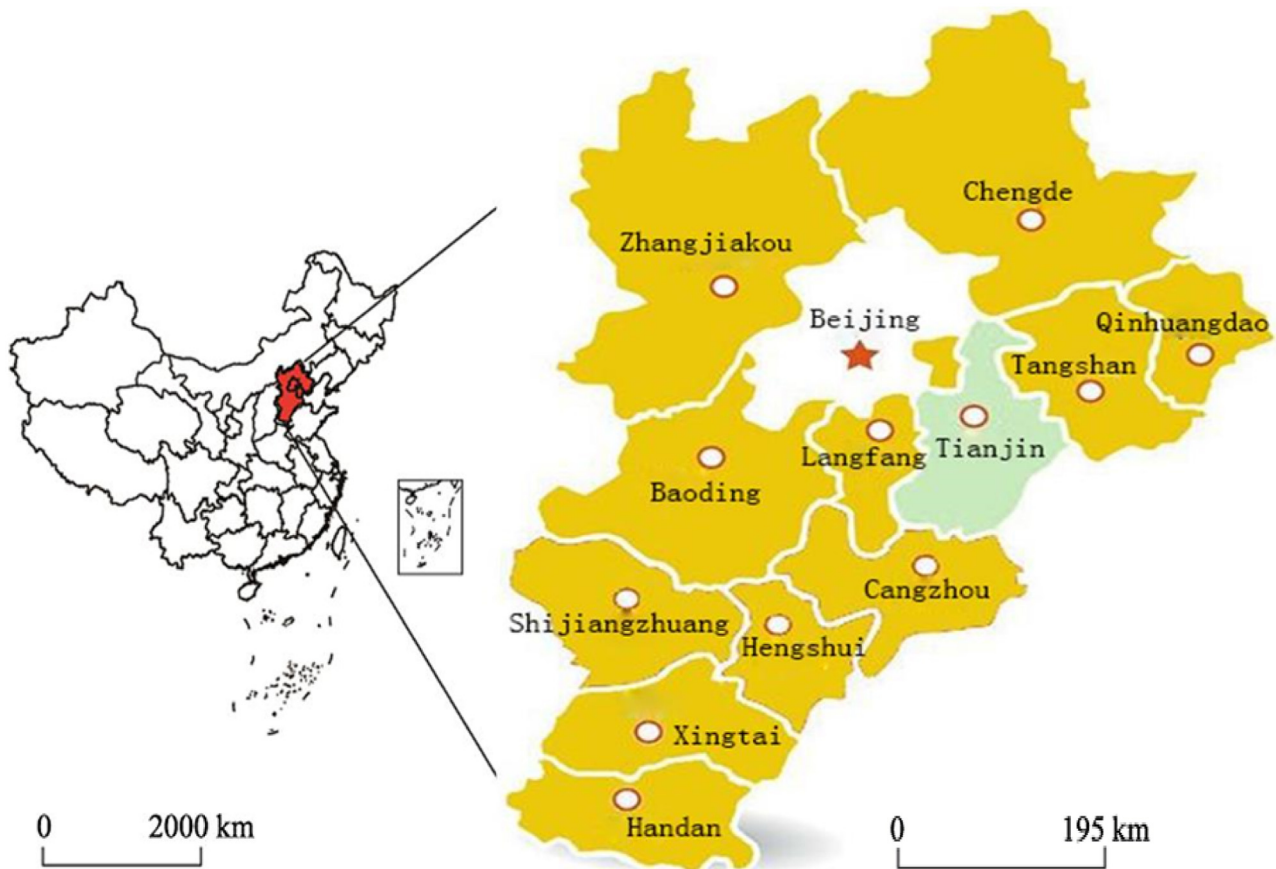 Chengde
Zhangjiakou
Beijing
Qinhuangdao
Tangshan
Langfang
Tianjin
Baoding
Cangzhou
Shijiangzhuang
Hengshui
Xingtai
Handan
0 2000 km
0 195 km